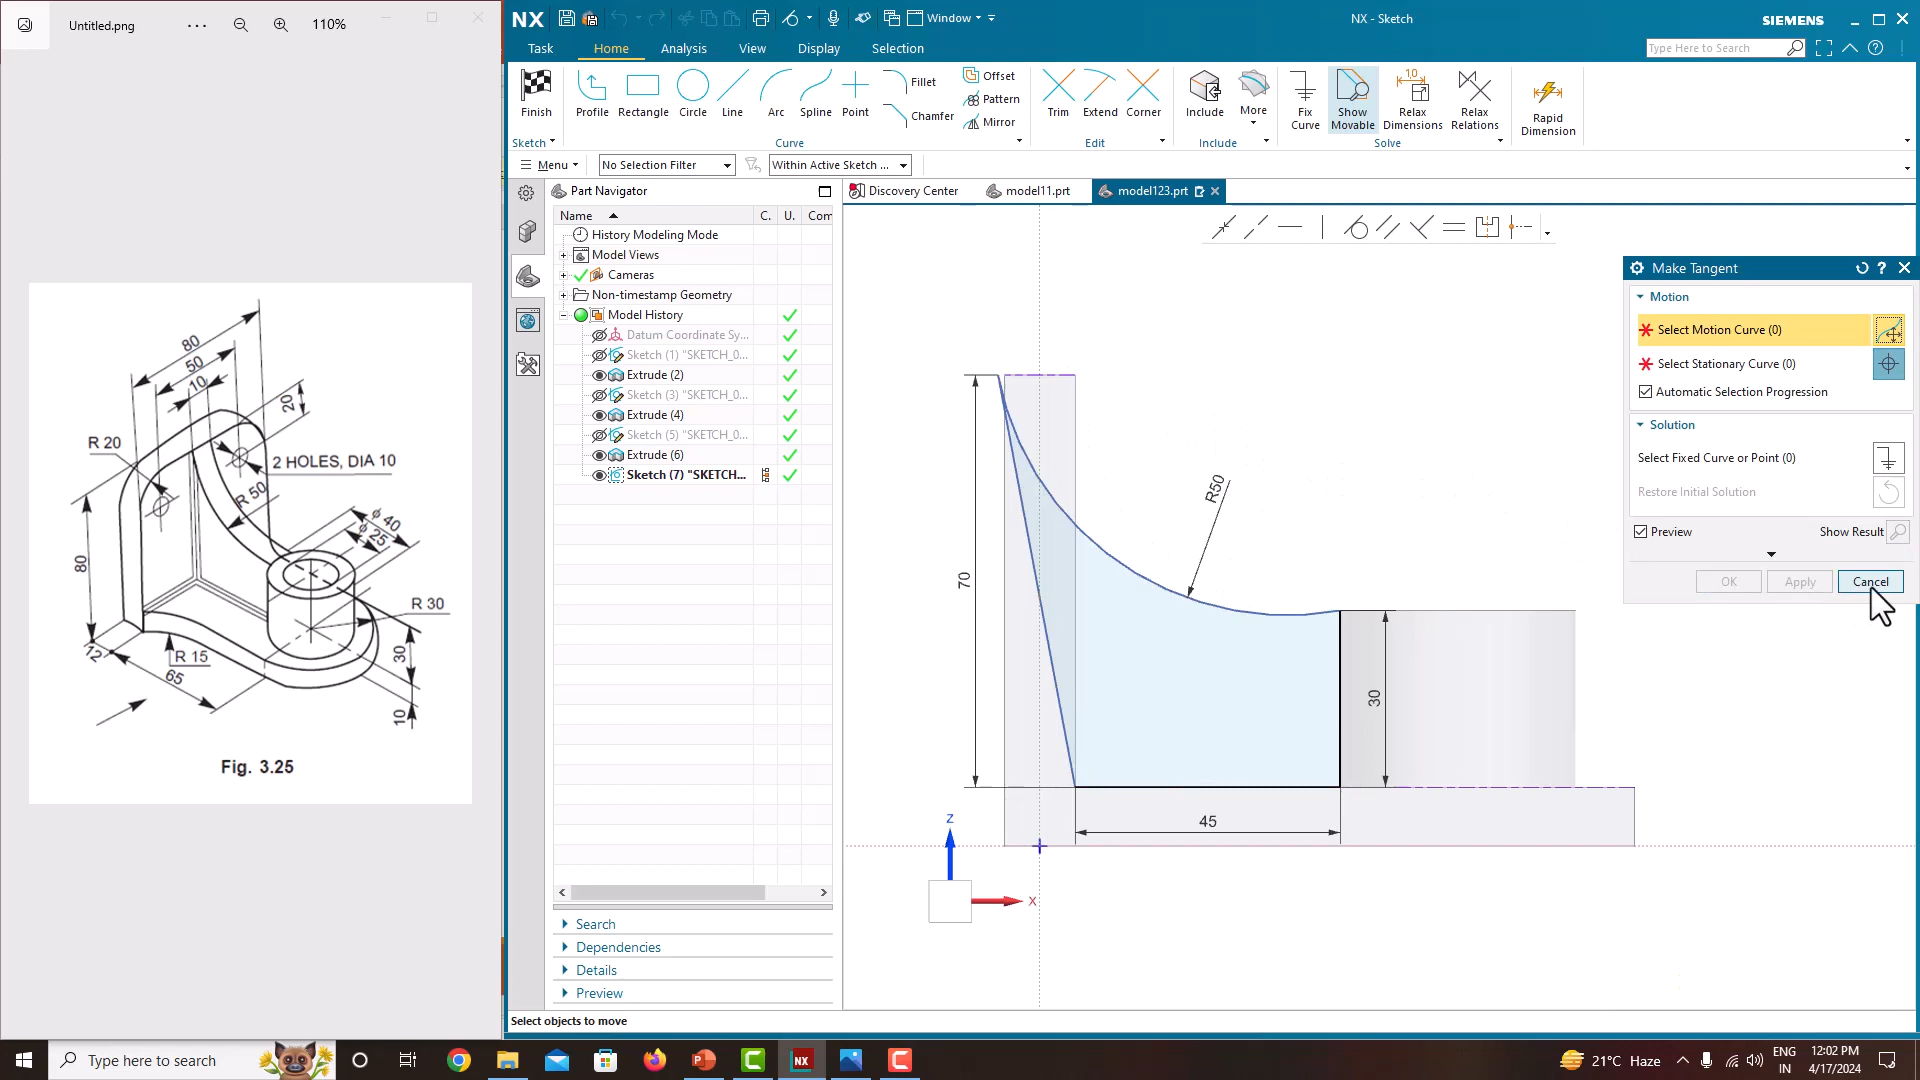 Untitled.png
110%
NX
Window
NX - Sketch
SIEMENS
Task
Home
Analysis
View
Display
Selection
Type Here to Search
Finish
Profile
Rectangle
Circle
Line
Arc
Spline
Point
Fillet
Chamfer
Offset
Pattern
Mirror
Trim
Extend
Corner
Include
More
Fix
Curve
Show
Movable
Relax
Dimensions
Relax
Relations
Rapid
Dimension
Sketch
Curve
Edit
Include
Solve
Menu
No Selection Filter
Within Active Sketch ...
Part Navigator
Discovery Center
model11.prt
model123.prt
Name
C.
U.
Com
History Modeling Mode
Model Views
Cameras
Non-timestamp Geometry
Model History
Datum Coordinate Sy...
Sketch (1) "SKETCH_0...
Extrude (2)
Sketch (3) "SKETCH_0...
Extrude (4)
Sketch (5) "SKETCH_0...
Extrude (6)
Sketch (7) "SKETCH...
Search
Dependencies
Details
Preview
Make Tangent
Motion
Select Motion Curve (0)
Select Stationary Curve (0)
Automatic Selection Progression
Solution
Select Fixed Curve or Point (0)
Restore Initial Solution
Preview
Show Result
OK
Apply
Cancel
70
R50
30
45
Z
X
80
50
10
20
R 20
2 HOLES, DIA 10
R 50
ϕ 40
ϕ 25
80
R 30
12
R 15
65
30
10
Fig. 3.25
Select objects to move
Type here to search
NX
21°C Haze
ENG
IN
12:02 PM
4/17/2024